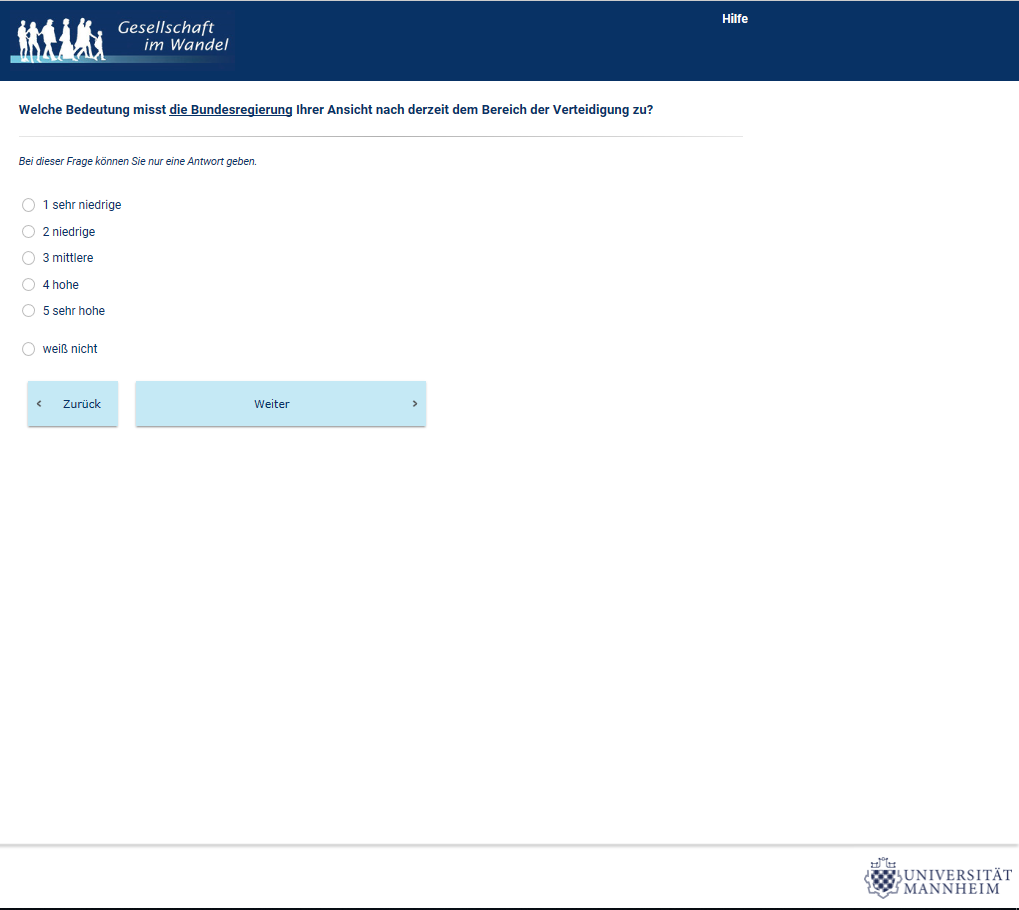 Gesellschaft
im Wandel
Hilfe
Welche Bedeutung misst die Bundesregierung Ihrer Ansicht nach derzeit dem Bereich der Verteidigung zu?
Bei dieser Frage können Sie nur eine Antwort geben.
1 sehr niedrige
2 niedrige
3 mittlere
4 hohe
5 sehr hohe
weiß nicht
‹ Zurück
Weiter ›
UNIVERSITÄT
MANNHEIM